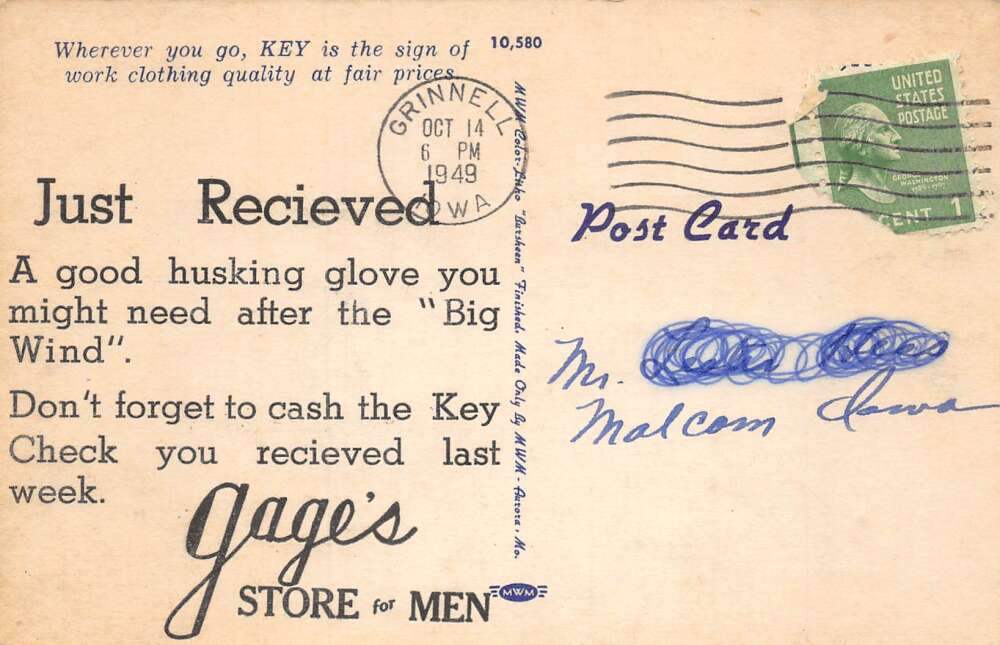 Wherever you go, KEY is the sign of
work clothing quality at fair prices
10,580
GRINNELL
OCT 14
6 PM
1949
IOWA
UNITED
STATES
POSTAGE
GEORGE
WASHINGTON
CENT 1
Just Recieved
A good husking glove you
might need after the "Big
Wind".
Don't forget to cash the Key
Check you recieved last
week.
gage's
STORE for MEN
MWM Color-Litho "Dursheen" Finished. Made Only By MWM - Aurora, Mo.
MWM
Post Card
Mr.
Malcom Iowa